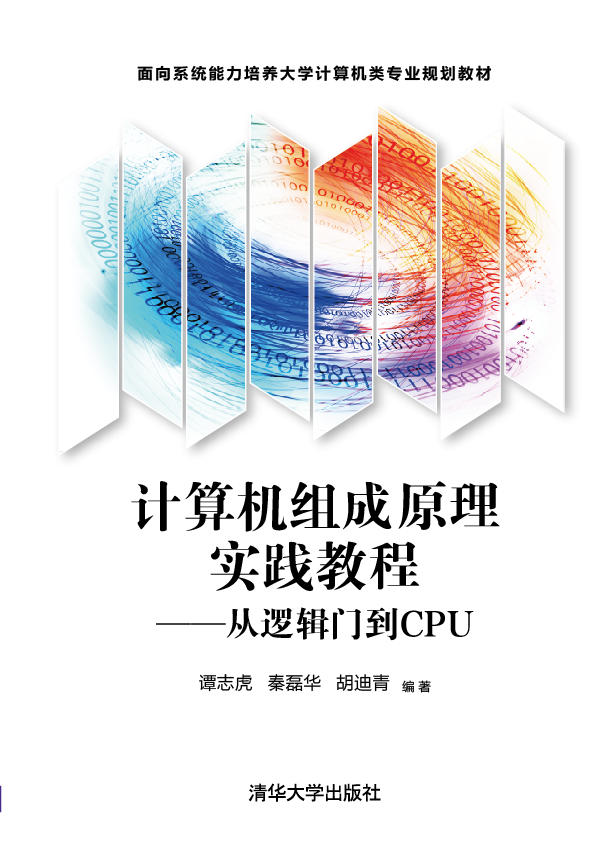 面向系统能力培养大学计算机类专业规划教材
计算机组成原理
实践教程
——从逻辑门到CPU
谭志虎 秦磊华 胡迪青 编著
清华大学出版社